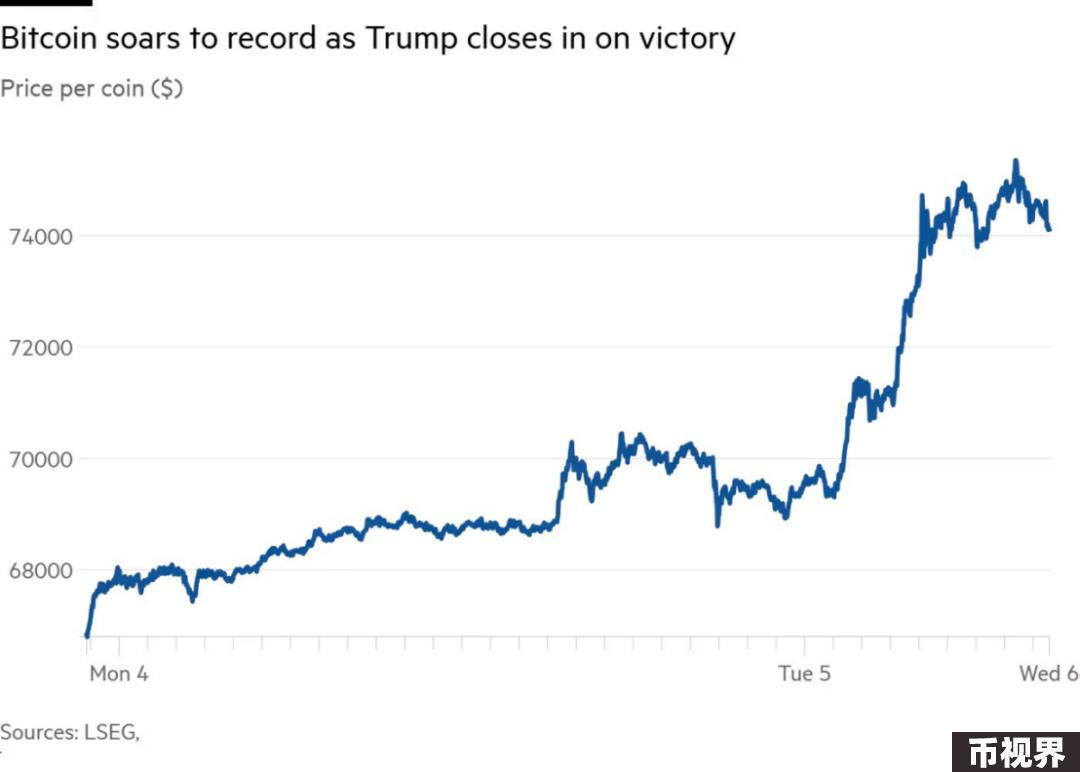 Bitcoin soars to record as Trump closes in on victory
Price per coin ($)
74000
72000
70000
68000
Mon 4
Tue 5
Wed 6
Sources: LSEG,
币视界